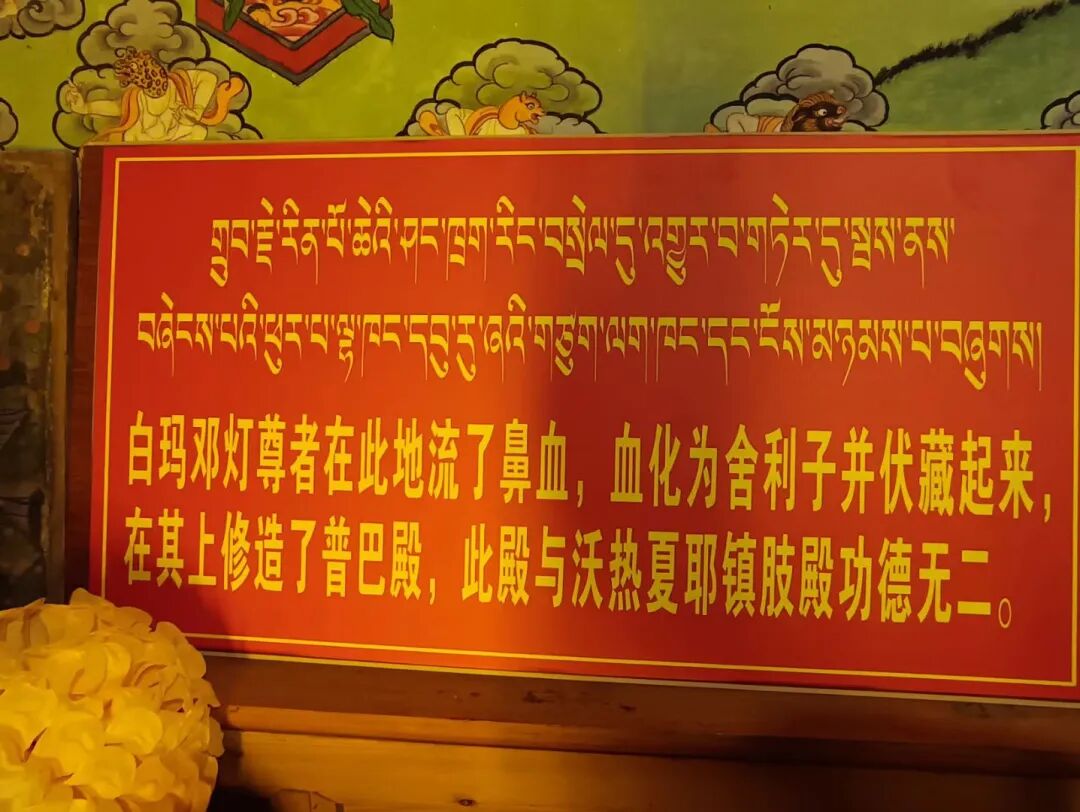 གྲུབ་རྗེ་རིན་པོ་ཆེའི་ཤང་ཁྲག་རིང་བསྲེལ་དུ་འགྱུར་བ་གཏེར་དུ་སྦས་ནས་
བཞེངས་པའི་ཕུར་པ་ལྷ་ཁང་དབུ་རུ་ཞའི་གཙུག་ལག་ཁང་དང་ངོས་མཉམས་པ་བཞུགས།
白玛邓灯尊者在此地流了鼻血，血化为舍利子并伏藏起来，
在其上修造了普巴殿，此殿与沃热夏耶镇肢殿功德无二。